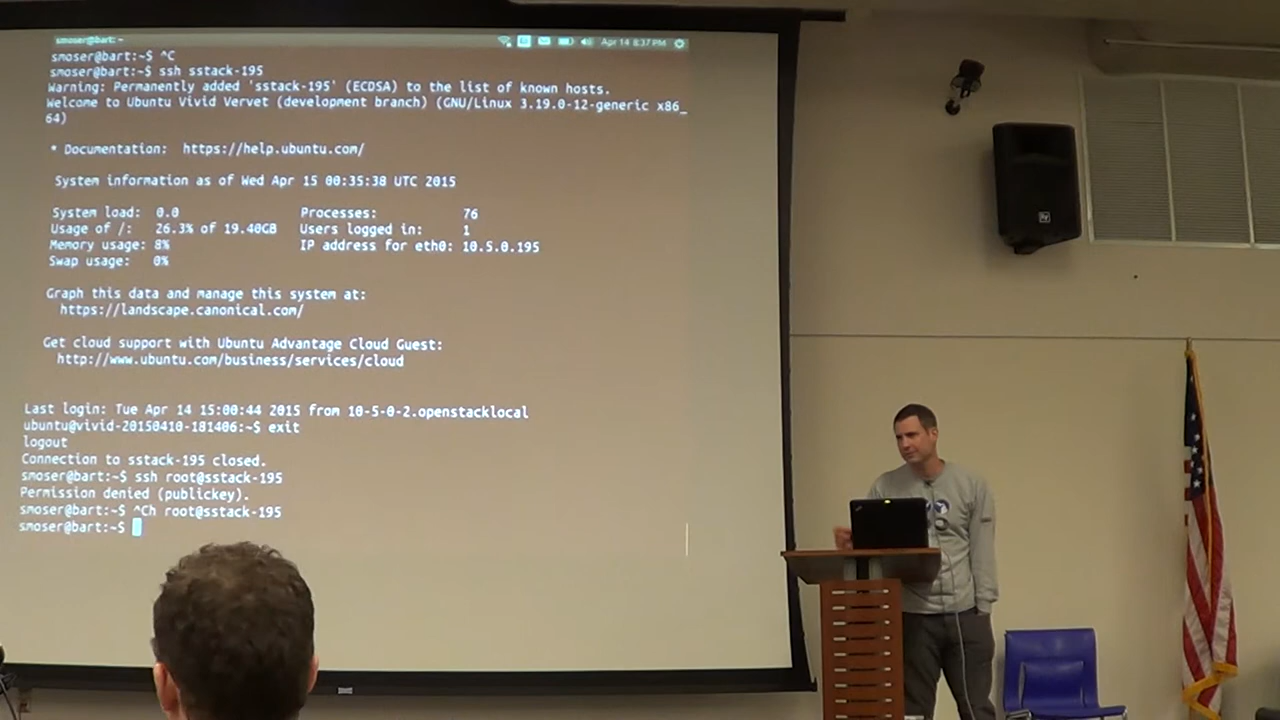 smoser@bart: ~
Apr 14 8:37 PM
smoser@bart:~$ ^C
smoser@bart:~$ ssh sstack-195
Warning: Permanently added 'sstack-195' (ECDSA) to the list of known hosts.
Welcome to Ubuntu Vivid Vervet (development branch) (GNU/Linux 3.19.0-12-generic x86_
64)
* Documentation: https://help.ubuntu.com/
System information as of Wed Apr 15 00:35:38 UTC 2015
System load: 0.0 Processes: 76
Usage of /: 26.3% of 19.40GB Users logged in: 1
Memory usage: 8% IP address for eth0: 10.5.0.195
Swap usage: 0%
Graph this data and manage this system at:
https://landscape.canonical.com/
Get cloud support with Ubuntu Advantage Cloud Guest:
http://www.ubuntu.com/business/services/cloud
Last login: Tue Apr 14 15:00:44 2015 from 10-5-0-2.openstacklocal
ubuntu@vivid-20150410-181406:~$ exit
logout
Connection to sstack-195 closed.
smoser@bart:~$ ssh root@sstack-195
Permission denied (publickey).
smoser@bart:~$ ^Ch root@sstack-195
smoser@bart:~$